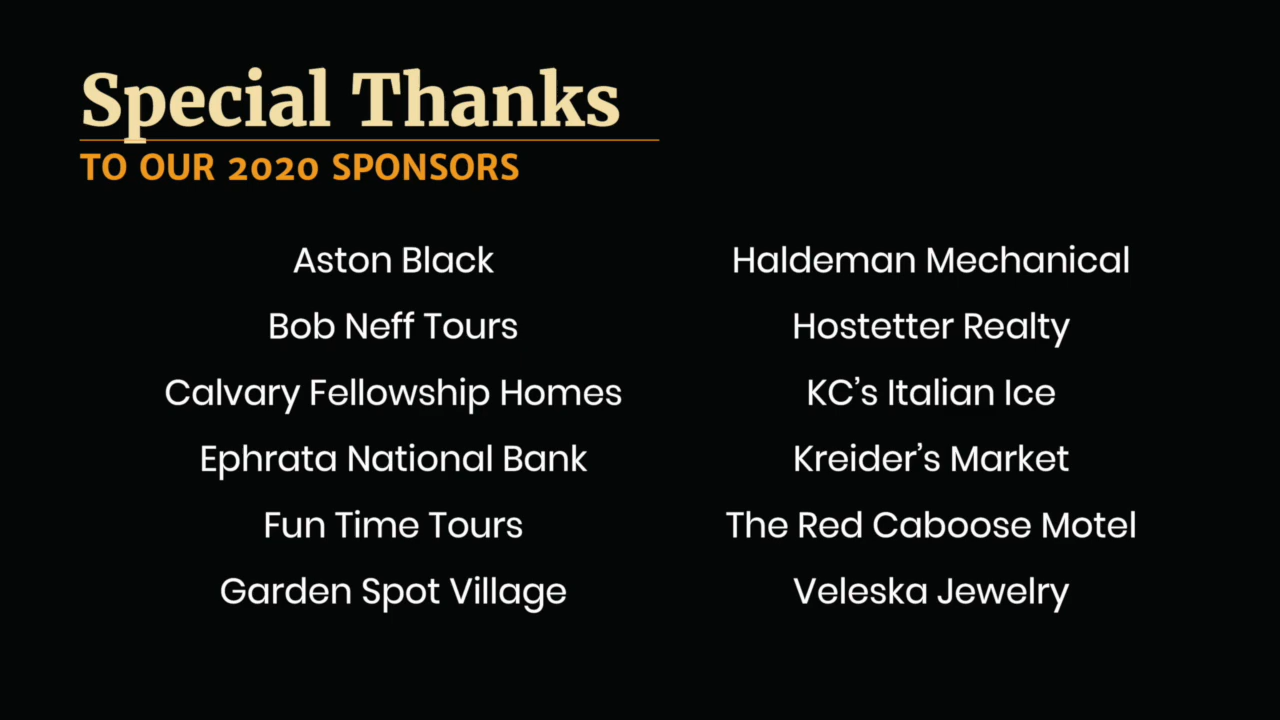 Special Thanks
TO OUR 2020 SPONSORS
Aston Black
Bob Neff Tours
Calvary Fellowship Homes
Ephrata National Bank
Fun Time Tours
Garden Spot Village
Haldeman Mechanical
Hostetter Realty
KC’s Italian Ice
Kreider’s Market
The Red Caboose Motel
Veleska Jewelry